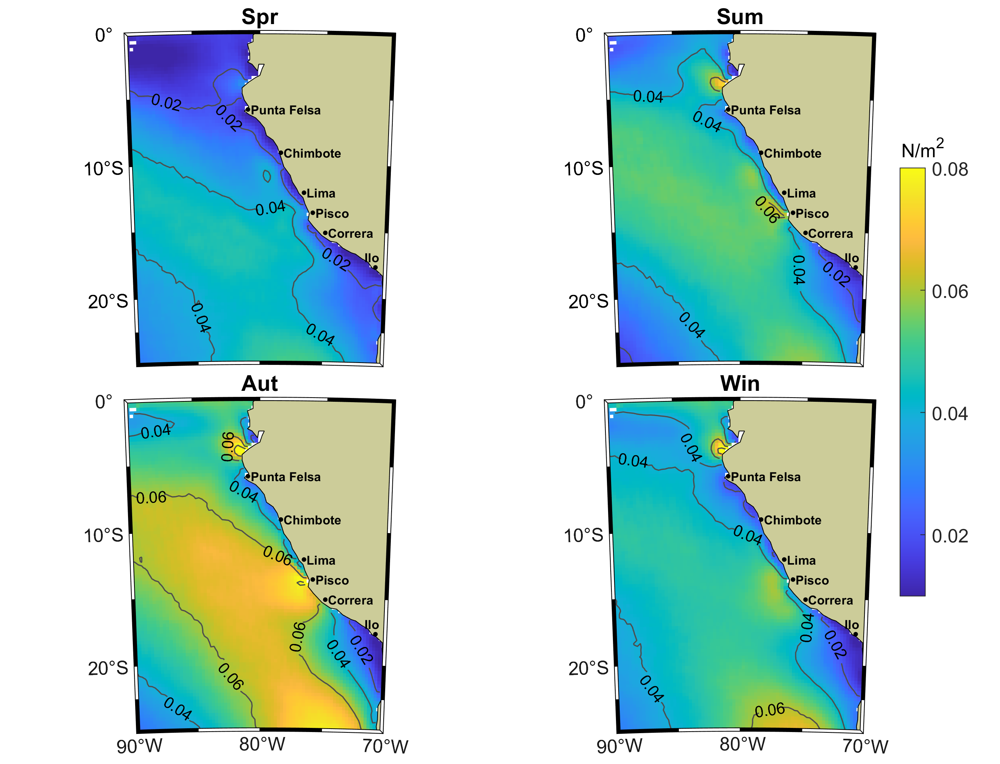 Spr
0°
10°S
20°S
0.02
0.02
0.04
0.02
0.04
0.04
Punta Felsa
Chimbote
Lima
Pisco
Correra
Ilo
Sum
0°
10°S
20°S
0.04
0.04
0.06
0.04
0.02
0.04
Punta Felsa
Chimbote
Lima
Pisco
Correra
Ilo
N/m2
0.08
0.06
0.04
0.02
Aut
0°
10°S
20°S
90°W
80°W
70°W
0.04
0.06
0.04
0.06
0.06
0.06
0.04
0.02
0.06
0.04
Punta Felsa
Chimbote
Lima
Pisco
Correra
Ilo
Win
0°
10°S
20°S
90°W
80°W
70°W
0.04
0.04
0.04
0.04
0.02
0.04
0.06
Punta Felsa
Chimbote
Lima
Pisco
Correra
Ilo